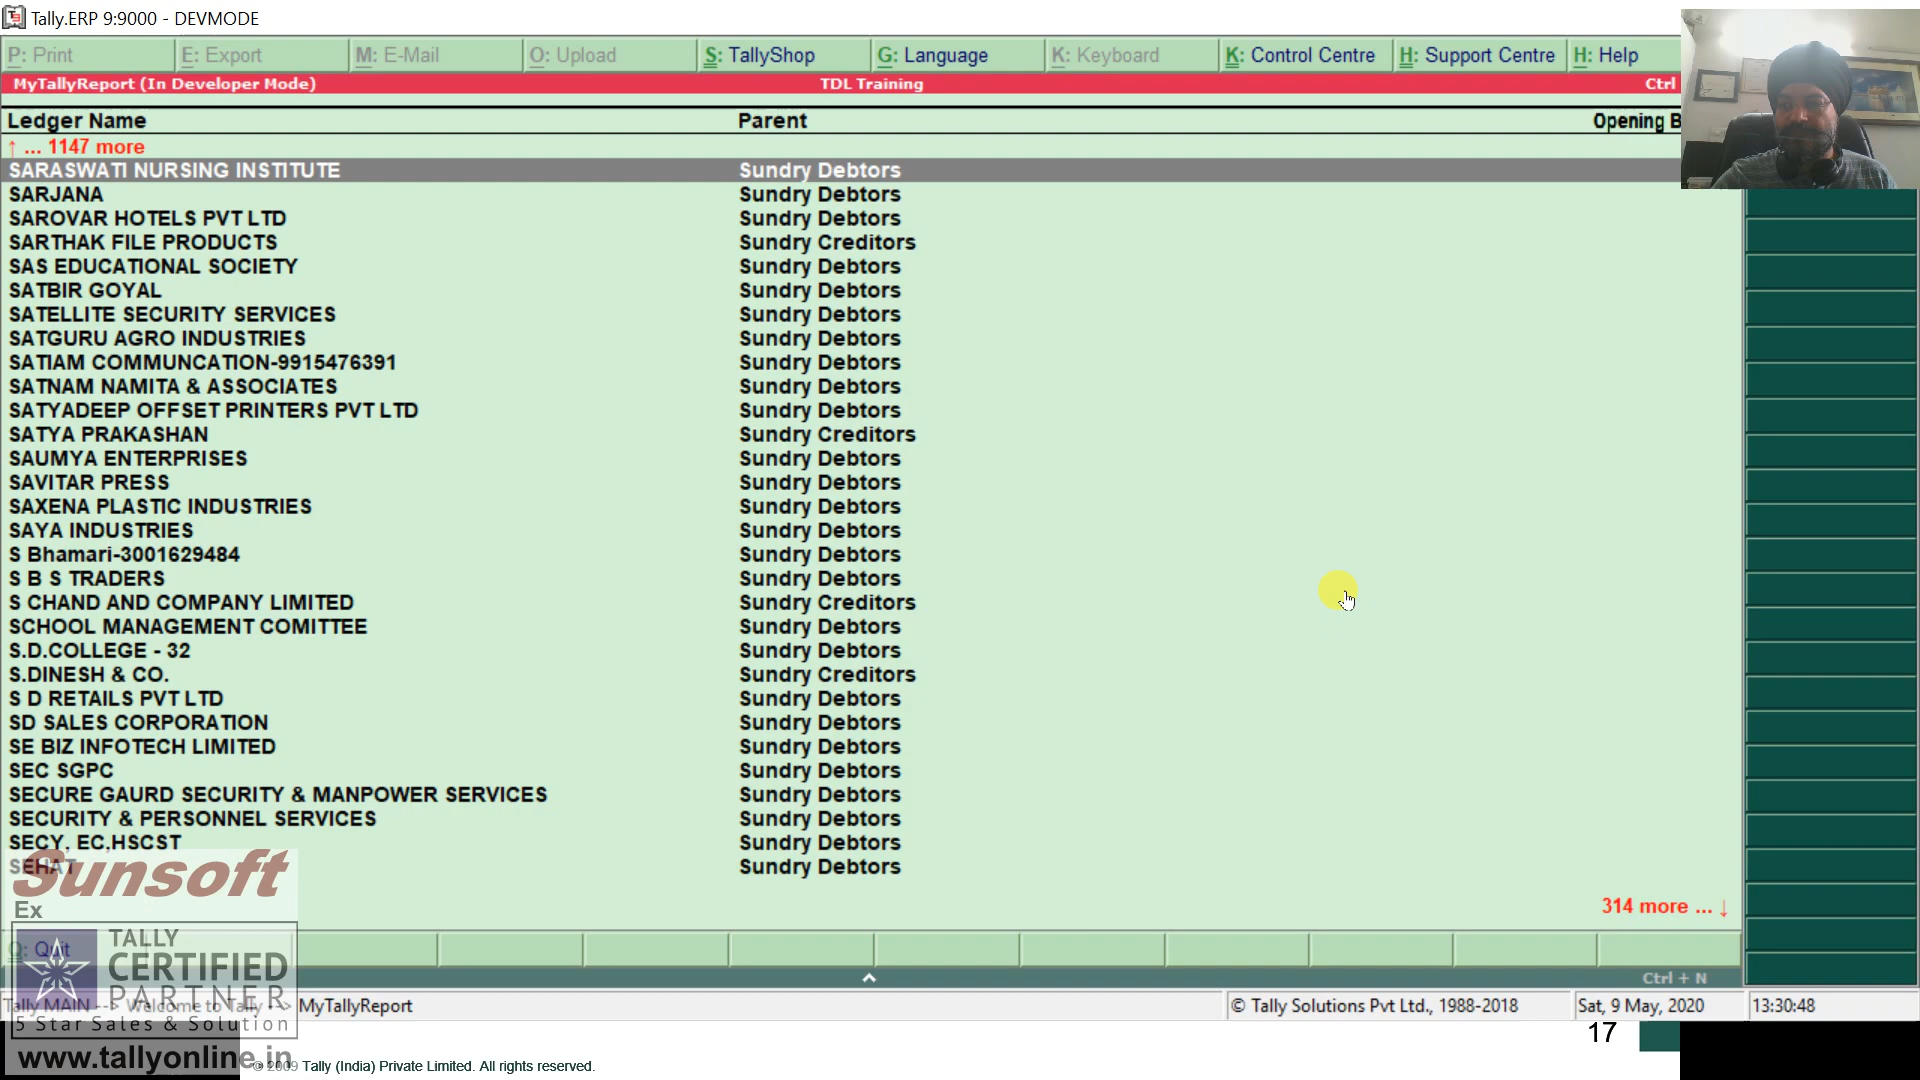 Tally.ERP 9:9000 - DEVMODE
P: Print E: Export M: E-Mail O: Upload S: TallyShop G: Language K: Keyboard K: Control Centre H: Support Centre H: Help
MyTallyReport (In Developer Mode) TDL Training Ctrl
Ledger Name Parent Opening B
↑ ... 1147 more
SARASWATI NURSING INSTITUTE Sundry Debtors
SARJANA Sundry Debtors
SAROVAR HOTELS PVT LTD Sundry Debtors
SARTHAK FILE PRODUCTS Sundry Creditors
SAS EDUCATIONAL SOCIETY Sundry Debtors
SATBIR GOYAL Sundry Debtors
SATELLITE SECURITY SERVICES Sundry Debtors
SATGURU AGRO INDUSTRIES Sundry Debtors
SATIAM COMMUNCATION-9915476391 Sundry Debtors
SATNAM NAMITA & ASSOCIATES Sundry Debtors
SATYADEEP OFFSET PRINTERS PVT LTD Sundry Debtors
SATYA PRAKASHAN Sundry Creditors
SAUMYA ENTERPRISES Sundry Debtors
SAVITAR PRESS Sundry Debtors
SAXENA PLASTIC INDUSTRIES Sundry Debtors
SAYA INDUSTRIES Sundry Debtors
S Bhamari-3001629484 Sundry Debtors
S B S TRADERS Sundry Debtors
S CHAND AND COMPANY LIMITED Sundry Creditors
SCHOOL MANAGEMENT COMITTEE Sundry Debtors
S.D.COLLEGE - 32 Sundry Debtors
S.DINESH & CO. Sundry Creditors
S D RETAILS PVT LTD Sundry Debtors
SD SALES CORPORATION Sundry Debtors
SE BIZ INFOTECH LIMITED Sundry Debtors
SEC SGPC Sundry Debtors
SECURE GAURD SECURITY & MANPOWER SERVICES Sundry Debtors
SECURITY & PERSONNEL SERVICES Sundry Debtors
SECY. EC,HSCST Sundry Debtors
SEHAT Sundry Debtors
Sunsoft
314 more ... ↓
Ex
Q: Quit
TALLY
CERTIFIED
PARTNER
5 Star Sales & Solution
Ctrl + N
Tally MAIN --> Welcome to Tally --> MyTallyReport © Tally Solutions Pvt Ltd., 1988-2018 Sat, 9 May, 2020 13:30:48
17
www.tallyonline.in
© 2009 Tally (India) Private Limited. All rights reserved.